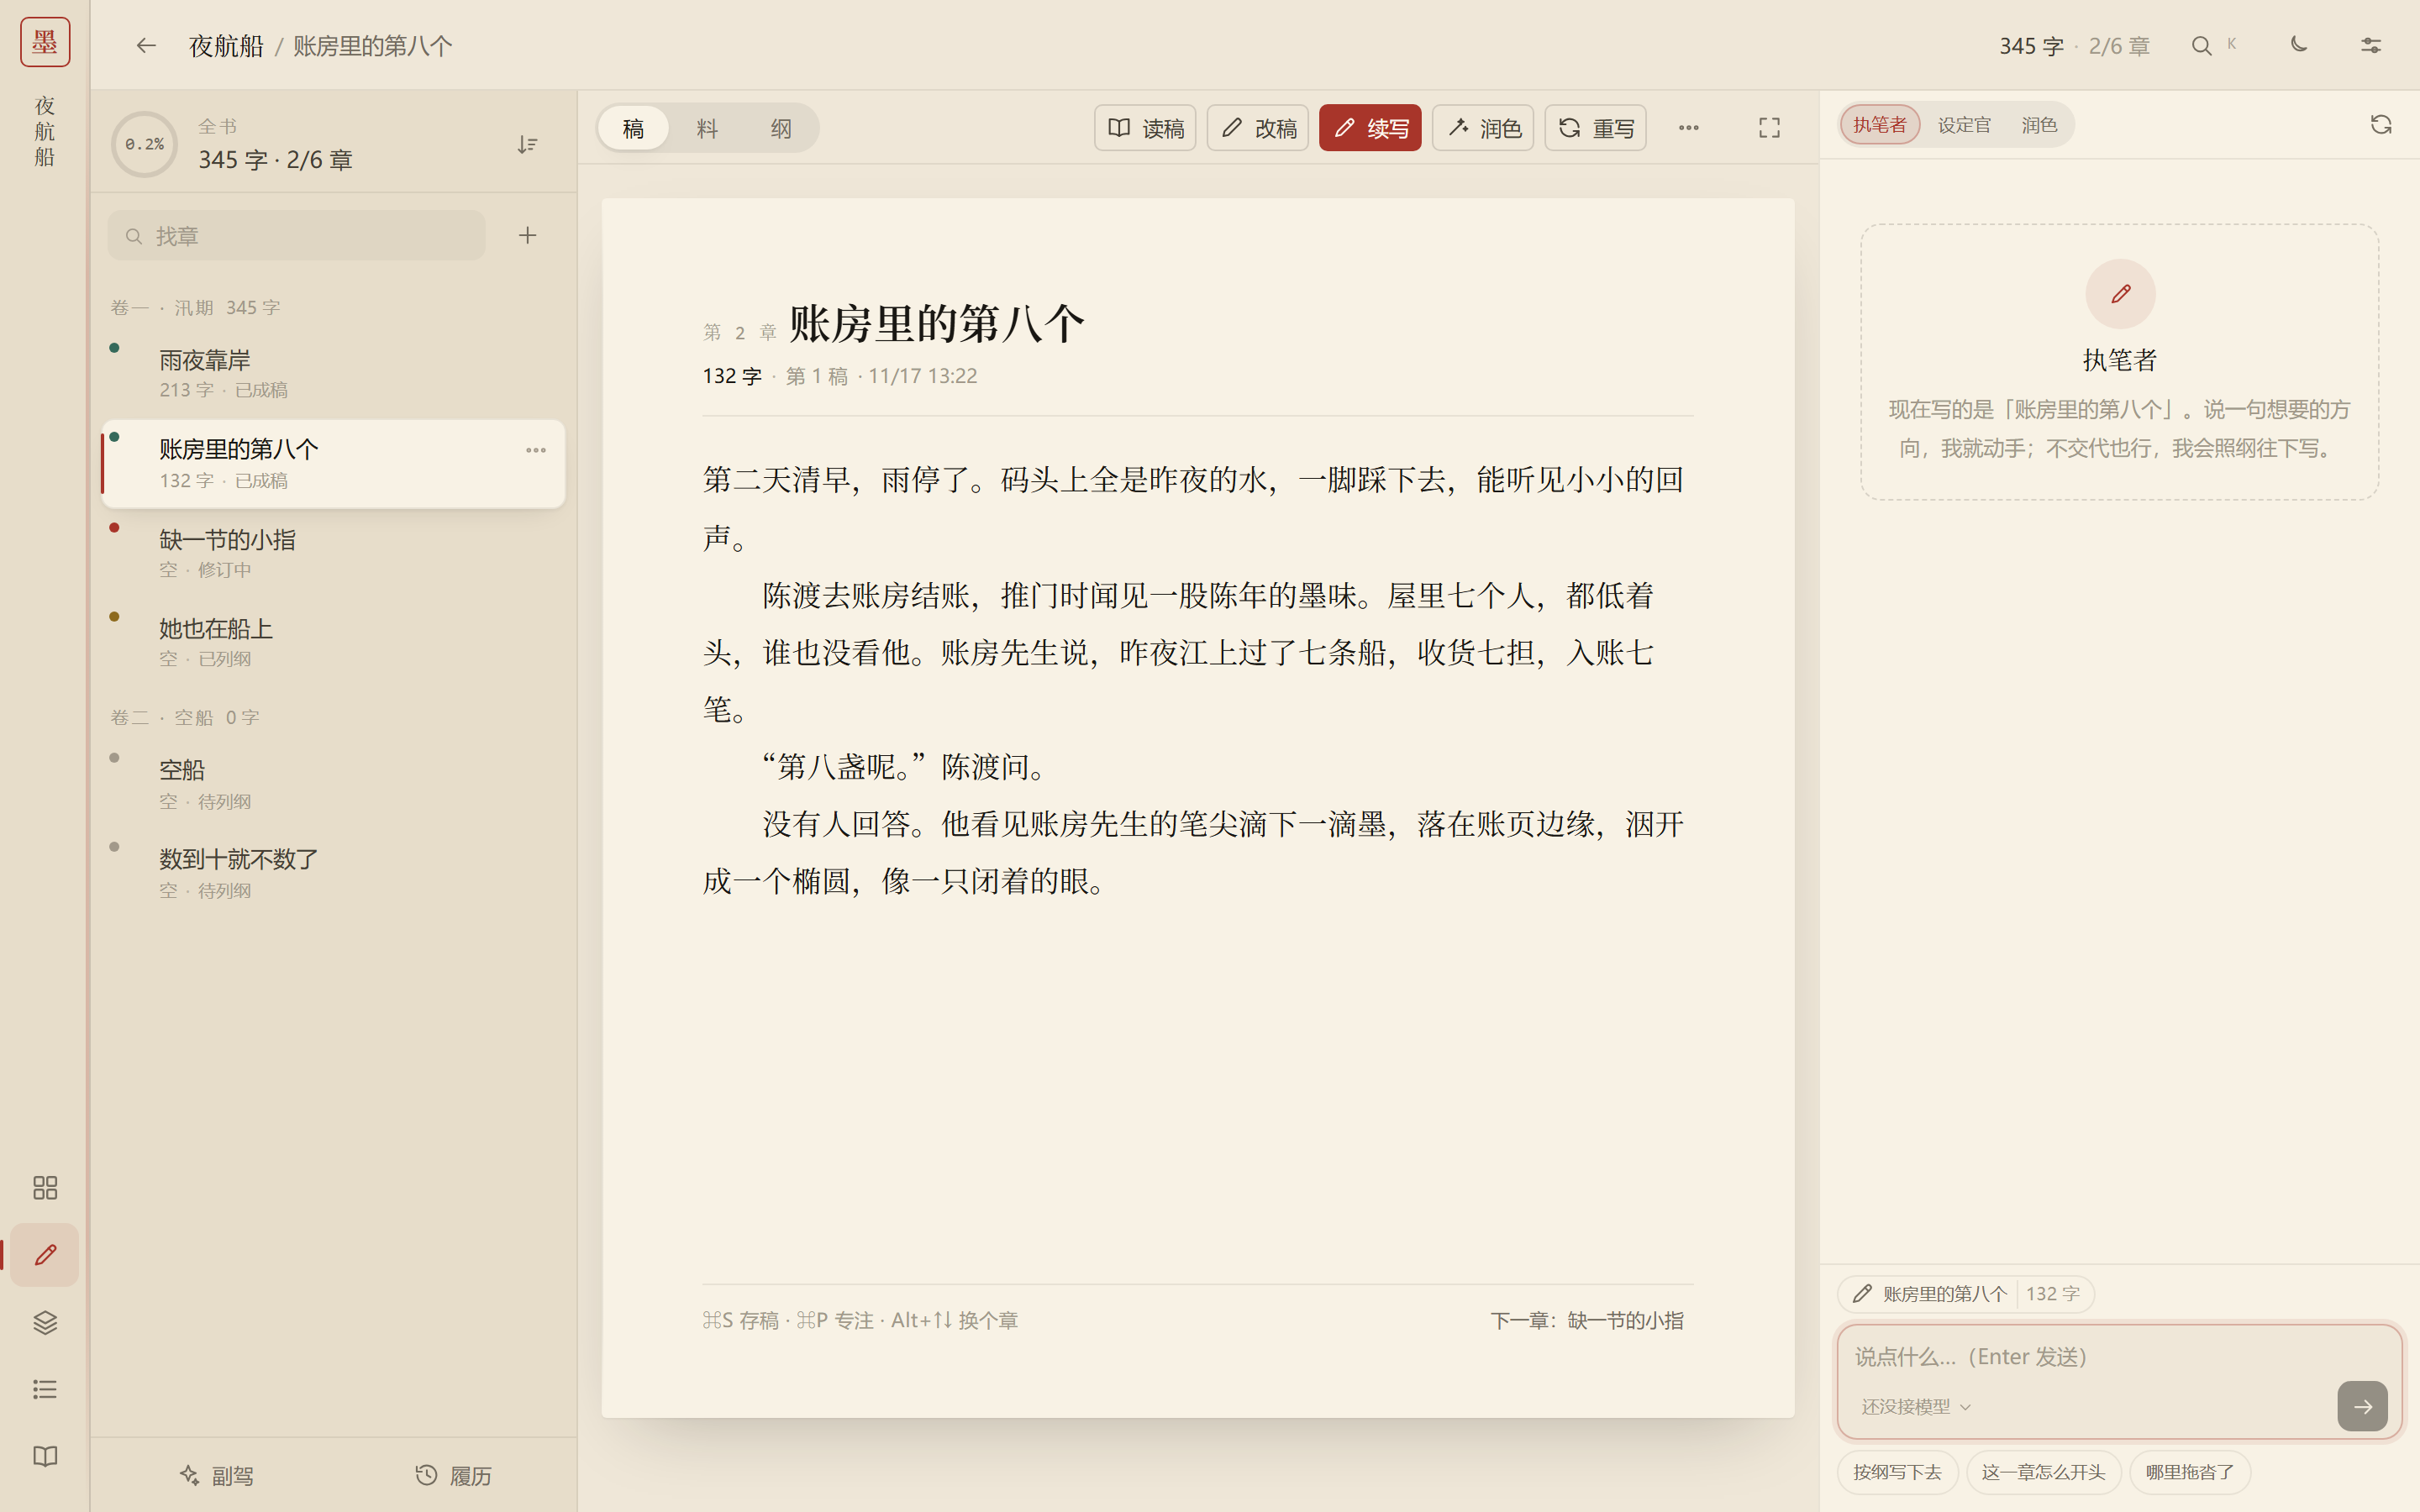 墨
夜航船
夜航船 / 账房里的第八个
345 字 · 2/6 章
K
0.2%
全书
345 字 · 2/6 章
找章
卷一 · 汛期 345 字
雨夜靠岸
213 字 · 已成稿
账房里的第八个
132 字 · 已成稿
缺一节的小指
空 · 修订中
她也在船上
空 · 已列纲
卷二 · 空船 0 字
空船
空 · 待列纲
数到十就不数了
空 · 待列纲
副驾
履历
稿
料
纲
读稿
改稿
续写
润色
重写
第 2 章 账房里的第八个
132 字 · 第 1 稿 · 11/17 13:22
第二天清早，雨停了。码头上全是昨夜的水，一脚踩下去，能听见小小的回
声。
陈渡去账房结账，推门时闻见一股陈年的墨味。屋里七个人，都低着
头，谁也没看他。账房先生说，昨夜江上过了七条船，收货七担，入账七
笔。
“第八盏呢。”陈渡问。
没有人回答。他看见账房先生的笔尖滴下一滴墨，落在账页边缘，洇开
成一个椭圆，像一只闭着的眼。
⌘S 存稿 · ⌘P 专注 · Alt+↑↓ 换个章
下一章：缺一节的小指
执笔者
设定官
润色
执笔者
现在写的是「账房里的第八个」。说一句想要的方
向，我就动手；不交代也行，我会照纲往下写。
账房里的第八个
132 字
说点什么…（Enter 发送）
还没接模型
按纲写下去
这一章怎么开头
哪里拖沓了